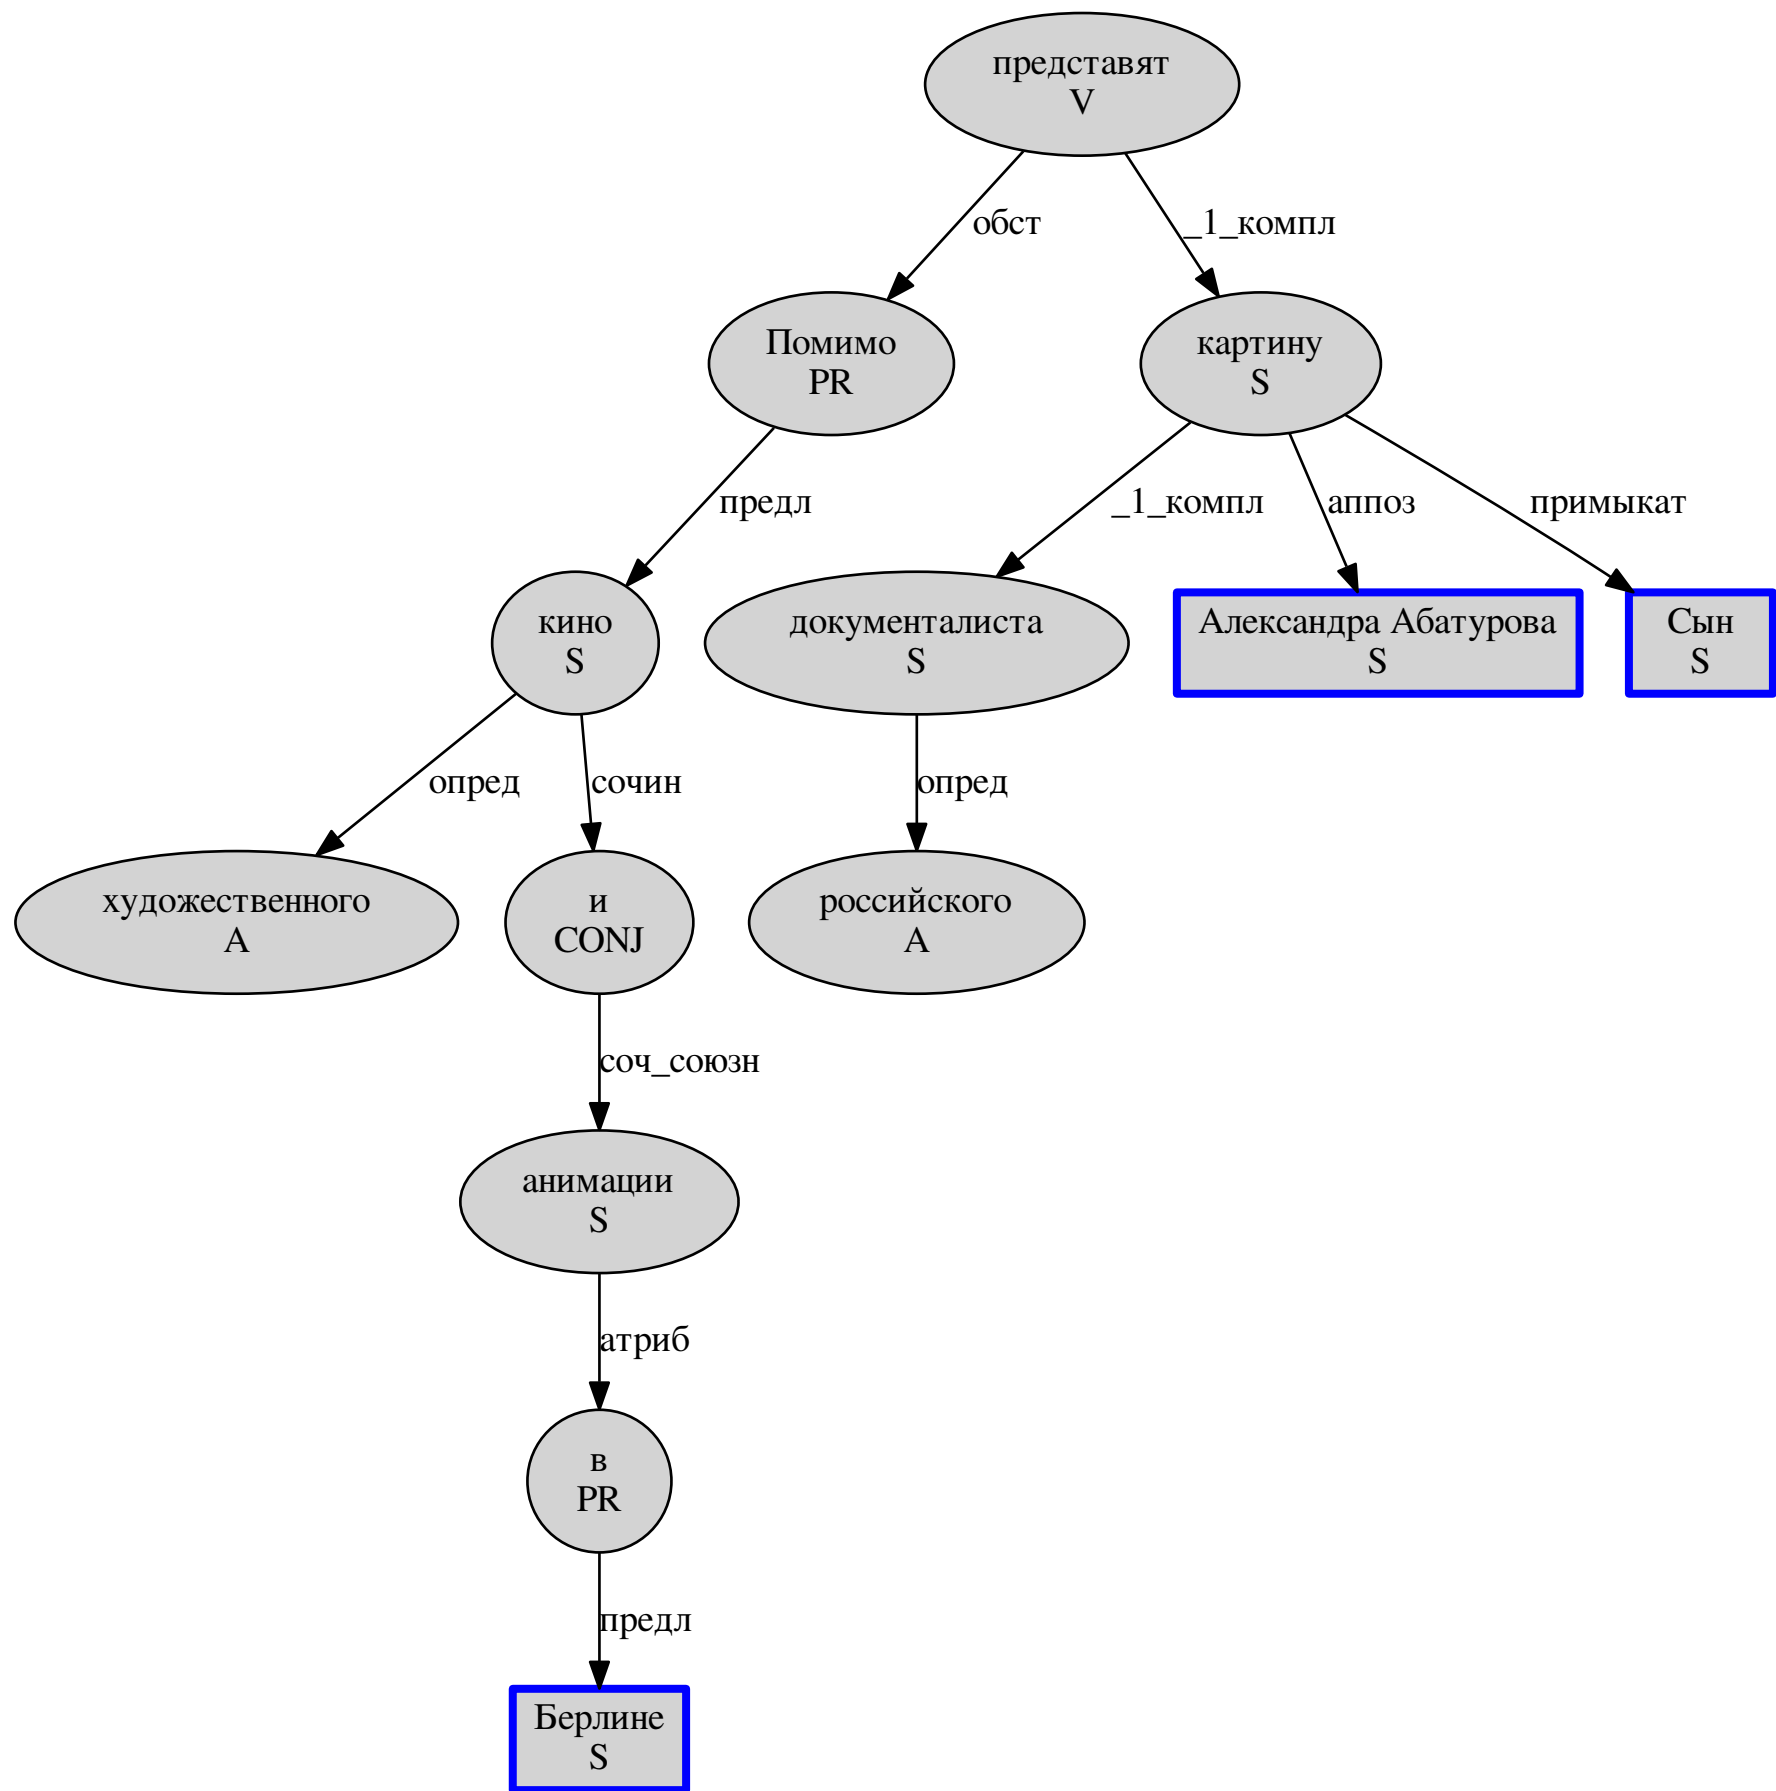 представят
V
обст
_1_компл
Помимо
PR
картину
S
предл
_1_компл
аппоз
примыкат
кино
S
документалиста
S
Александра Абатурова
S
Сын
S
опред
сочин
опред
художественного
A
и
CONJ
российского
A
соч_союзн
анимации
S
атриб
в
PR
предл
Берлине
S